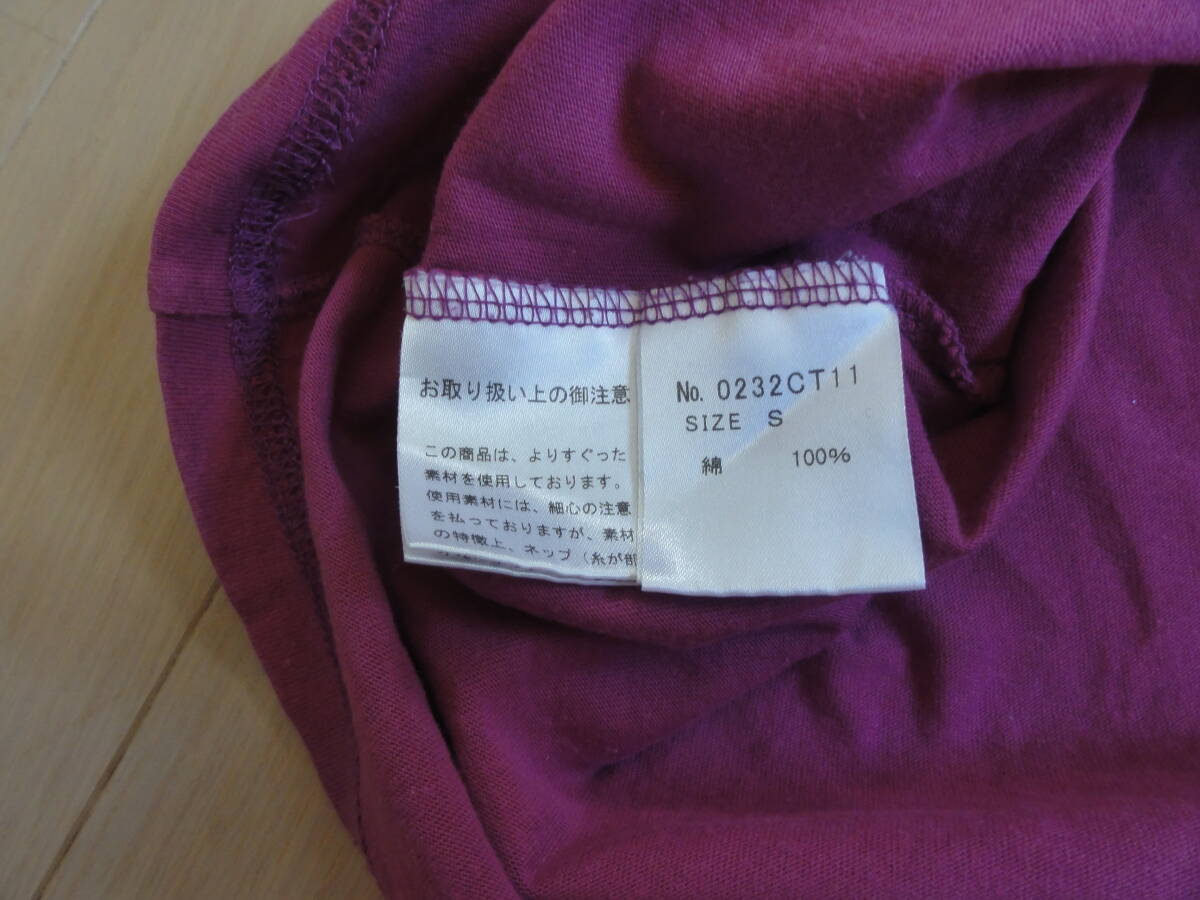 お取り扱い上の御注意
この商品は、よりすぐった
素材を使用しております。
使用素材には、細心の注意
を払っておりますが、素材
の特徴上、ネップ（糸が部
No. 0232CT11
SIZE S
綿 100%